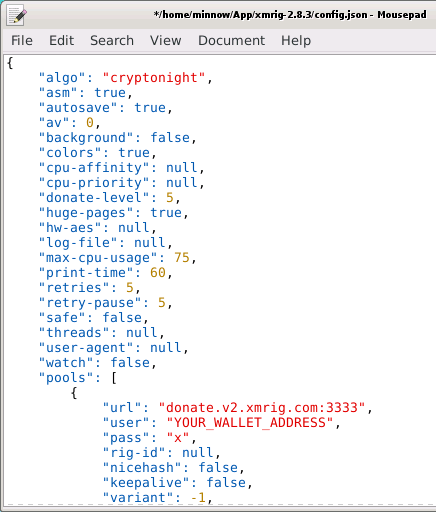 */home/minnow/App/xmrig-2.8.3/config.json - Mousepad
File Edit Search View Document Help
{
    "algo": "cryptonight",
    "asm": true,
    "autosave": true,
    "av": 0,
    "background": false,
    "colors": true,
    "cpu-affinity": null,
    "cpu-priority": null,
    "donate-level": 5,
    "huge-pages": true,
    "hw-aes": null,
    "log-file": null,
    "max-cpu-usage": 75,
    "print-time": 60,
    "retries": 5,
    "retry-pause": 5,
    "safe": false,
    "threads": null,
    "user-agent": null,
    "watch": false,
    "pools": [
        {
            "url": "donate.v2.xmrig.com:3333",
            "user": "YOUR_WALLET_ADDRESS",
            "pass": "x",
            "rig-id": null,
            "nicehash": false,
            "keepalive": false,
            "variant": -1,